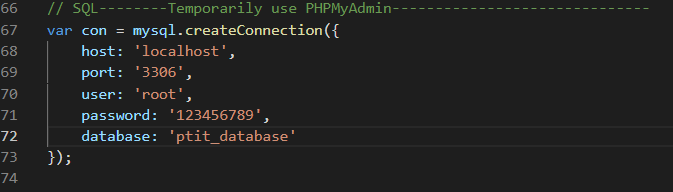 66 // SQL--------Temporarily use PHPMyAdmin------------------------------
67 var con = mysql.createConnection({
68     host: 'localhost',
69     port: '3306',
70     user: 'root',
71     password: '123456789',
72     database: 'ptit_database'
73 });
74